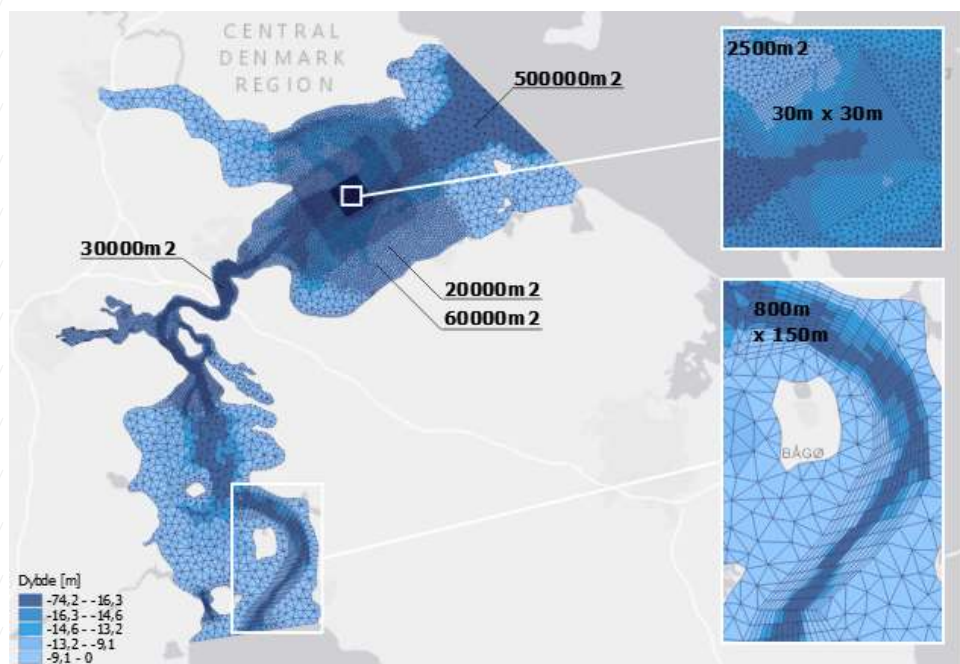 CENTRAL
DENMARK
REGION
500000m2
30000m2
20000m2
60000m2
2500m2
30m x 30m
800m
x 150m
BÅGØ
Dybde [m]
-74,2 - -16,3
-16,3 - -14,6
-14,6 - -13,2
-13,2 - -9,1
-9,1 - 0